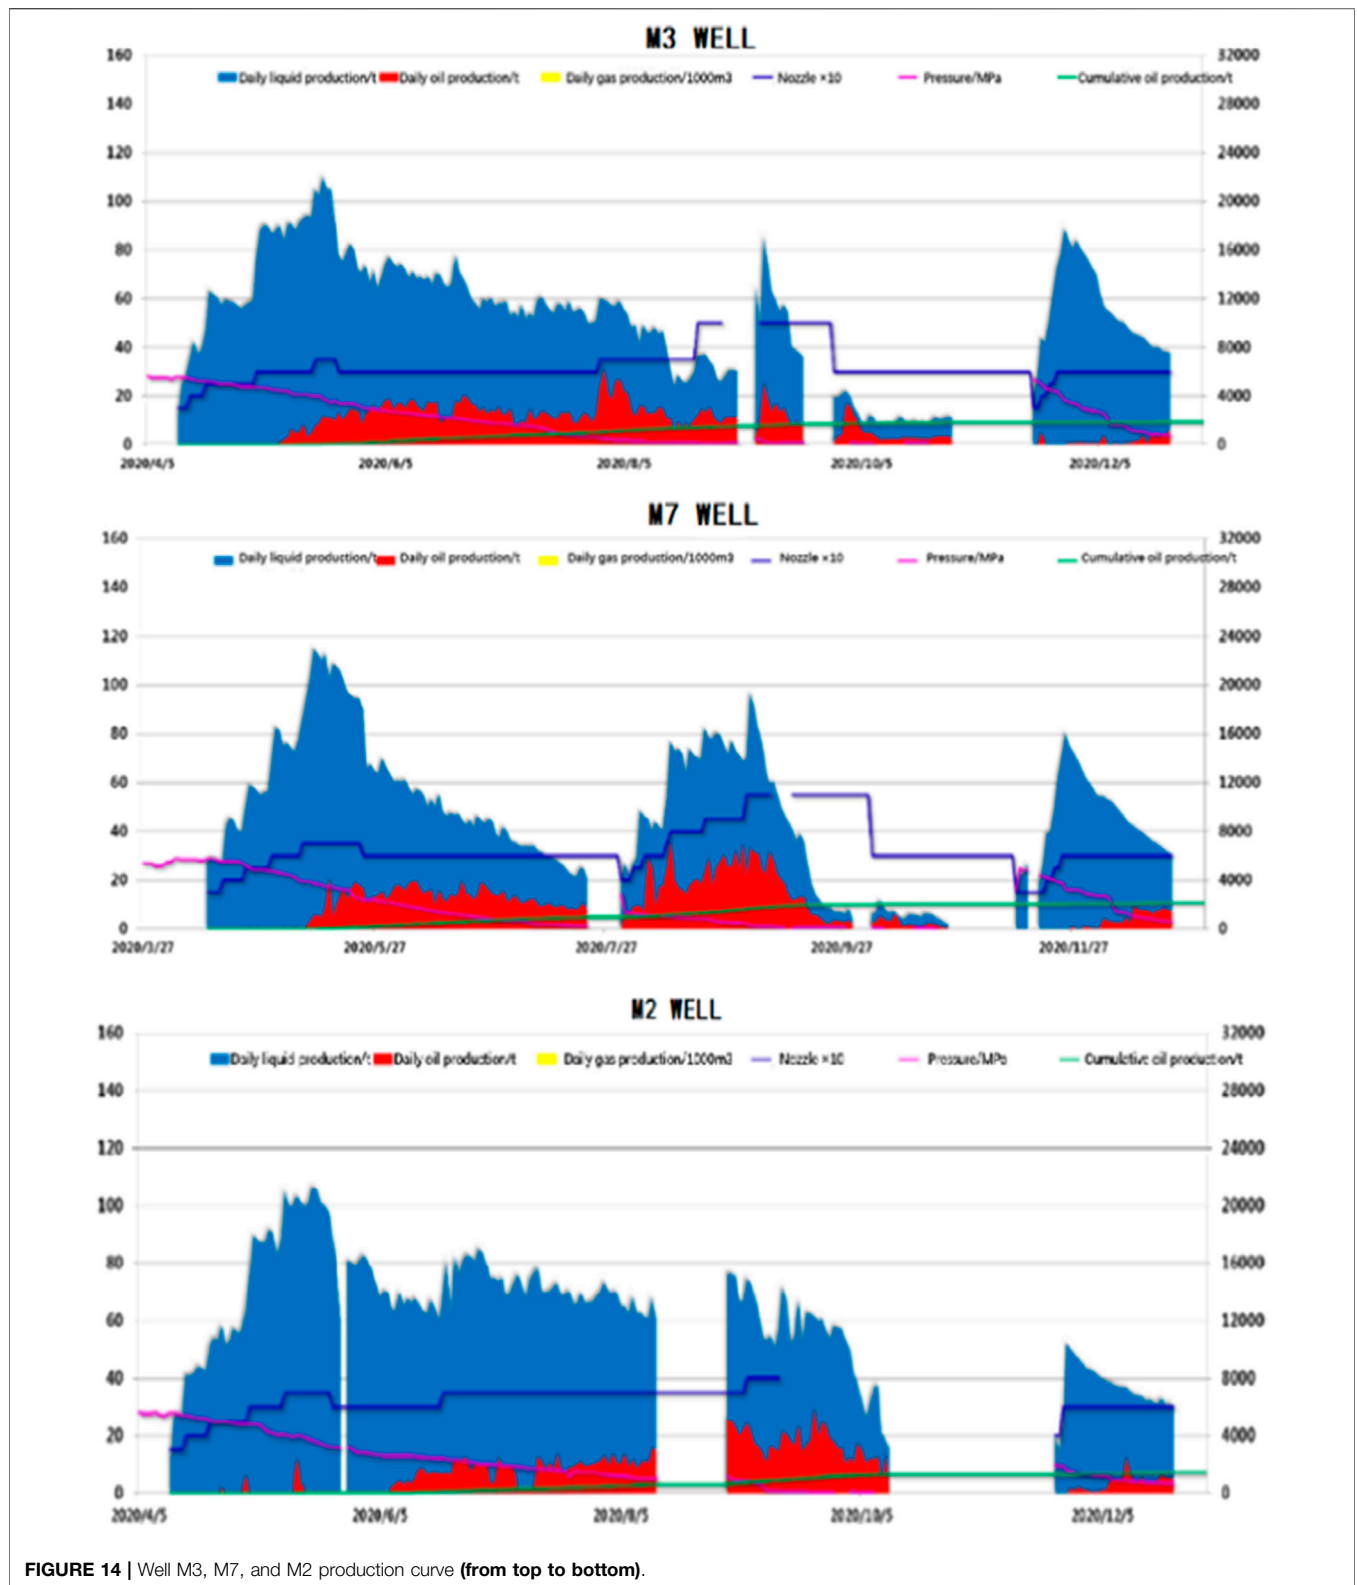 M3 WELL
160 32000
Daily liquid production/t Daily oil production/t Daily gas production/1000m3 Nozzle ×10 Pressure/MPa Cumulative oil production/t
140 28000
120 24000
100 20000
80 16000
60 12000
40 8000
20 4000
0 0
2020/4/5 2020/6/5 2020/8/5 2020/10/5 2020/12/5
M7 WELL
160 32000
Daily liquid production/t Daily oil production/t Daily gas production/1000m3 Nozzle ×10 Pressure/MPa Cumulative oil production/t
140 28000
120 24000
100 20000
80 16000
60 12000
40 8000
20 4000
0 0
2020/3/27 2020/5/27 2020/7/27 2020/9/27 2020/11/27
M2 WELL
160 32000
Daily liquid production/t Daily oil production/t Daily gas production/1000m3 Nozzle ×10 Pressure/MPa Cumulative oil production/t
140 28000
120 24000
100 20000
80 16000
60 12000
40 8000
20 4000
0 0
2020/4/5 2020/6/5 2020/8/5 2020/10/5 2020/12/5
FIGURE 14 | Well M3, M7, and M2 production curve (from top to bottom).